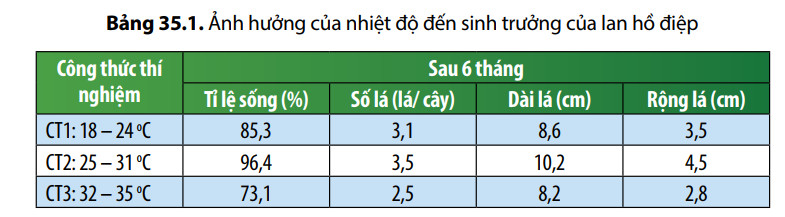 Bảng 35.1. Ảnh hưởng của nhiệt độ đến sinh trưởng của lan hồ điệp
Công thức thí nghiệm Sau 6 tháng
Tỉ lệ sống (%) Số lá (lá/ cây) Dài lá (cm) Rộng lá (cm)
CT1: 18 – 24 ºC 85,3 3,1 8,6 3,5
CT2: 25 – 31 ºC 96,4 3,5 10,2 4,5
CT3: 32 – 35 ºC 73,1 2,5 8,2 2,8